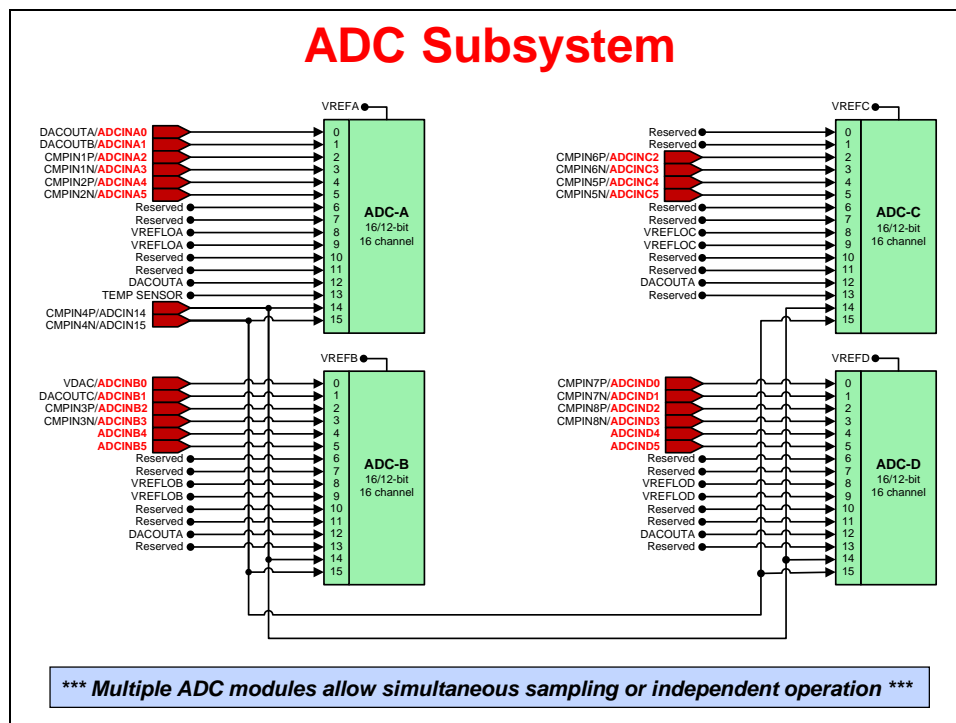 ADC Subsystem
VREFA
DACOUTA/ADCINA0 0
DACOUTB/ADCINA1 1
CMPIN1P/ADCINA2 2
CMPIN1N/ADCINA3 3
CMPIN2P/ADCINA4 4
CMPIN2N/ADCINA5 5
Reserved 6
Reserved 7
VREFLOA 8
VREFLOA 9
Reserved 10
Reserved 11
DACOUTA 12
TEMP SENSOR 13
CMPIN4P/ADCIN14 14
CMPIN4N/ADCIN15 15
ADC-A
16/12-bit
16 channel
VREFC
Reserved 0
Reserved 1
CMPIN6P/ADCINC2 2
CMPIN6N/ADCINC3 3
CMPIN5P/ADCINC4 4
CMPIN5N/ADCINC5 5
Reserved 6
Reserved 7
VREFLOC 8
VREFLOC 9
Reserved 10
Reserved 11
DACOUTA 12
Reserved 13
14
15
ADC-C
16/12-bit
16 channel
VREFB
VDAC/ADCINB0 0
DACOUTC/ADCINB1 1
CMPIN3P/ADCINB2 2
CMPIN3N/ADCINB3 3
ADCINB4 4
ADCINB5 5
Reserved 6
Reserved 7
VREFLOB 8
VREFLOB 9
Reserved 10
Reserved 11
DACOUTA 12
Reserved 13
14
15
ADC-B
16/12-bit
16 channel
VREFD
CMPIN7P/ADCIND0 0
CMPIN7N/ADCIND1 1
CMPIN8P/ADCIND2 2
CMPIN8N/ADCIND3 3
ADCIND4 4
ADCIND5 5
Reserved 6
Reserved 7
VREFLOD 8
VREFLOD 9
Reserved 10
Reserved 11
DACOUTA 12
Reserved 13
14
15
ADC-D
16/12-bit
16 channel
*** Multiple ADC modules allow simultaneous sampling or independent operation ***